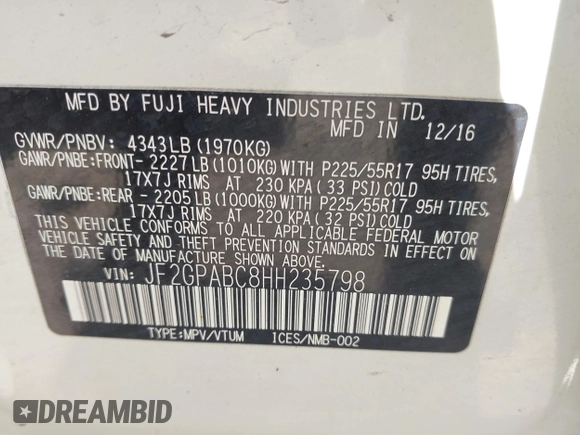 MFD BY FUJI HEAVY INDUSTRIES LTD.
MFD IN 12/16
GVWR/PNBV: 4343LB (1970KG)
GAWR/PNBE:FRONT- 2227 LB (1010KG) WITH P225/55R17 95H TIRES,
17X7J RIMS AT 230 KPA ( 33 PSI) COLD
GAWR/PNBE:REAR - 2205 LB (1000KG) WITH P225/55R17 95H TIRES,
17X7J RIMS AT 220 KPA ( 32 PSI) COLD
THIS VEHICLE CONFORMS TO ALL APPLICABLE FEDERAL MOTOR
VEHICLE SAFETY AND THEFT PREVENTION STANDARDS IN EFFECT ON
THE DATE OF MANUFACTURE SHOWN ABOVE.
VIN: JF2GPABC8HH235798
TYPE:MPV/VTUM ICES/NMB-002
DREAMBID